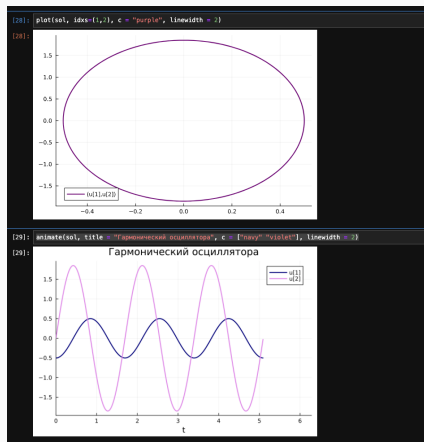 [28]: plot(sol, idxs=(1,2), c = "purple", linewidth = 2)
[28]:
1.5
1.0
0.5
0.0
−0.5
−1.0
−1.5
(u[1],u[2])
−0.4 −0.2 0.0 0.2 0.4
[29]: animate(sol, title = "Гармонический осциллятора", c = ["navy" "violet"], linewidth = 2)
[29]:
Гармонический осциллятора
u[1]
u[2]
1.5
1.0
0.5
0.0
−0.5
−1.0
−1.5
0 1 2 3 4 5 6
t